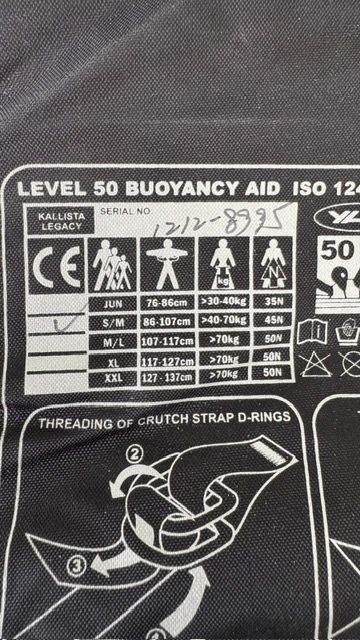 LEVEL 50 BUOYANCY AID ISO 124
KALLISTA LEGACY
SERIAL NO.
1212-8995
CE
kg
N
50
JUN 76-86cm >30-40kg 35N
S/M 86-107cm >40-70kg 45N
M/L 107-117cm >70kg 50N
XL 117-127cm >70kg 50N
XXL 127-137cm >70kg 50N
THREADING OF CRUTCH STRAP D-RINGS
2
3
4